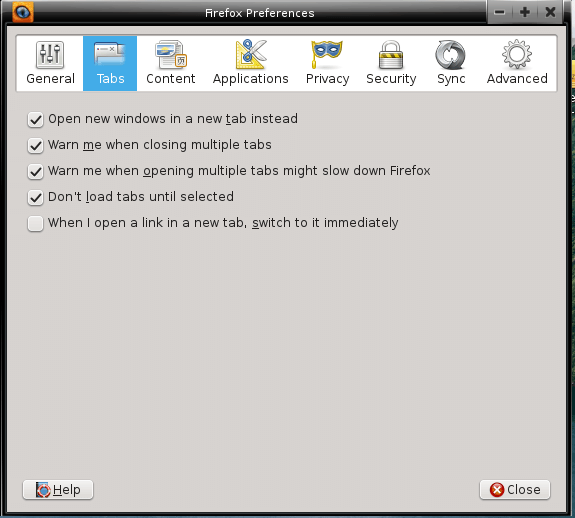 Firefox Preferences
General Tabs Content Applications Privacy Security Sync Advanced
Open new windows in a new tab instead
Warn me when closing multiple tabs
Warn me when opening multiple tabs might slow down Firefox
Don't load tabs until selected
When I open a link in a new tab, switch to it immediately
Help Close